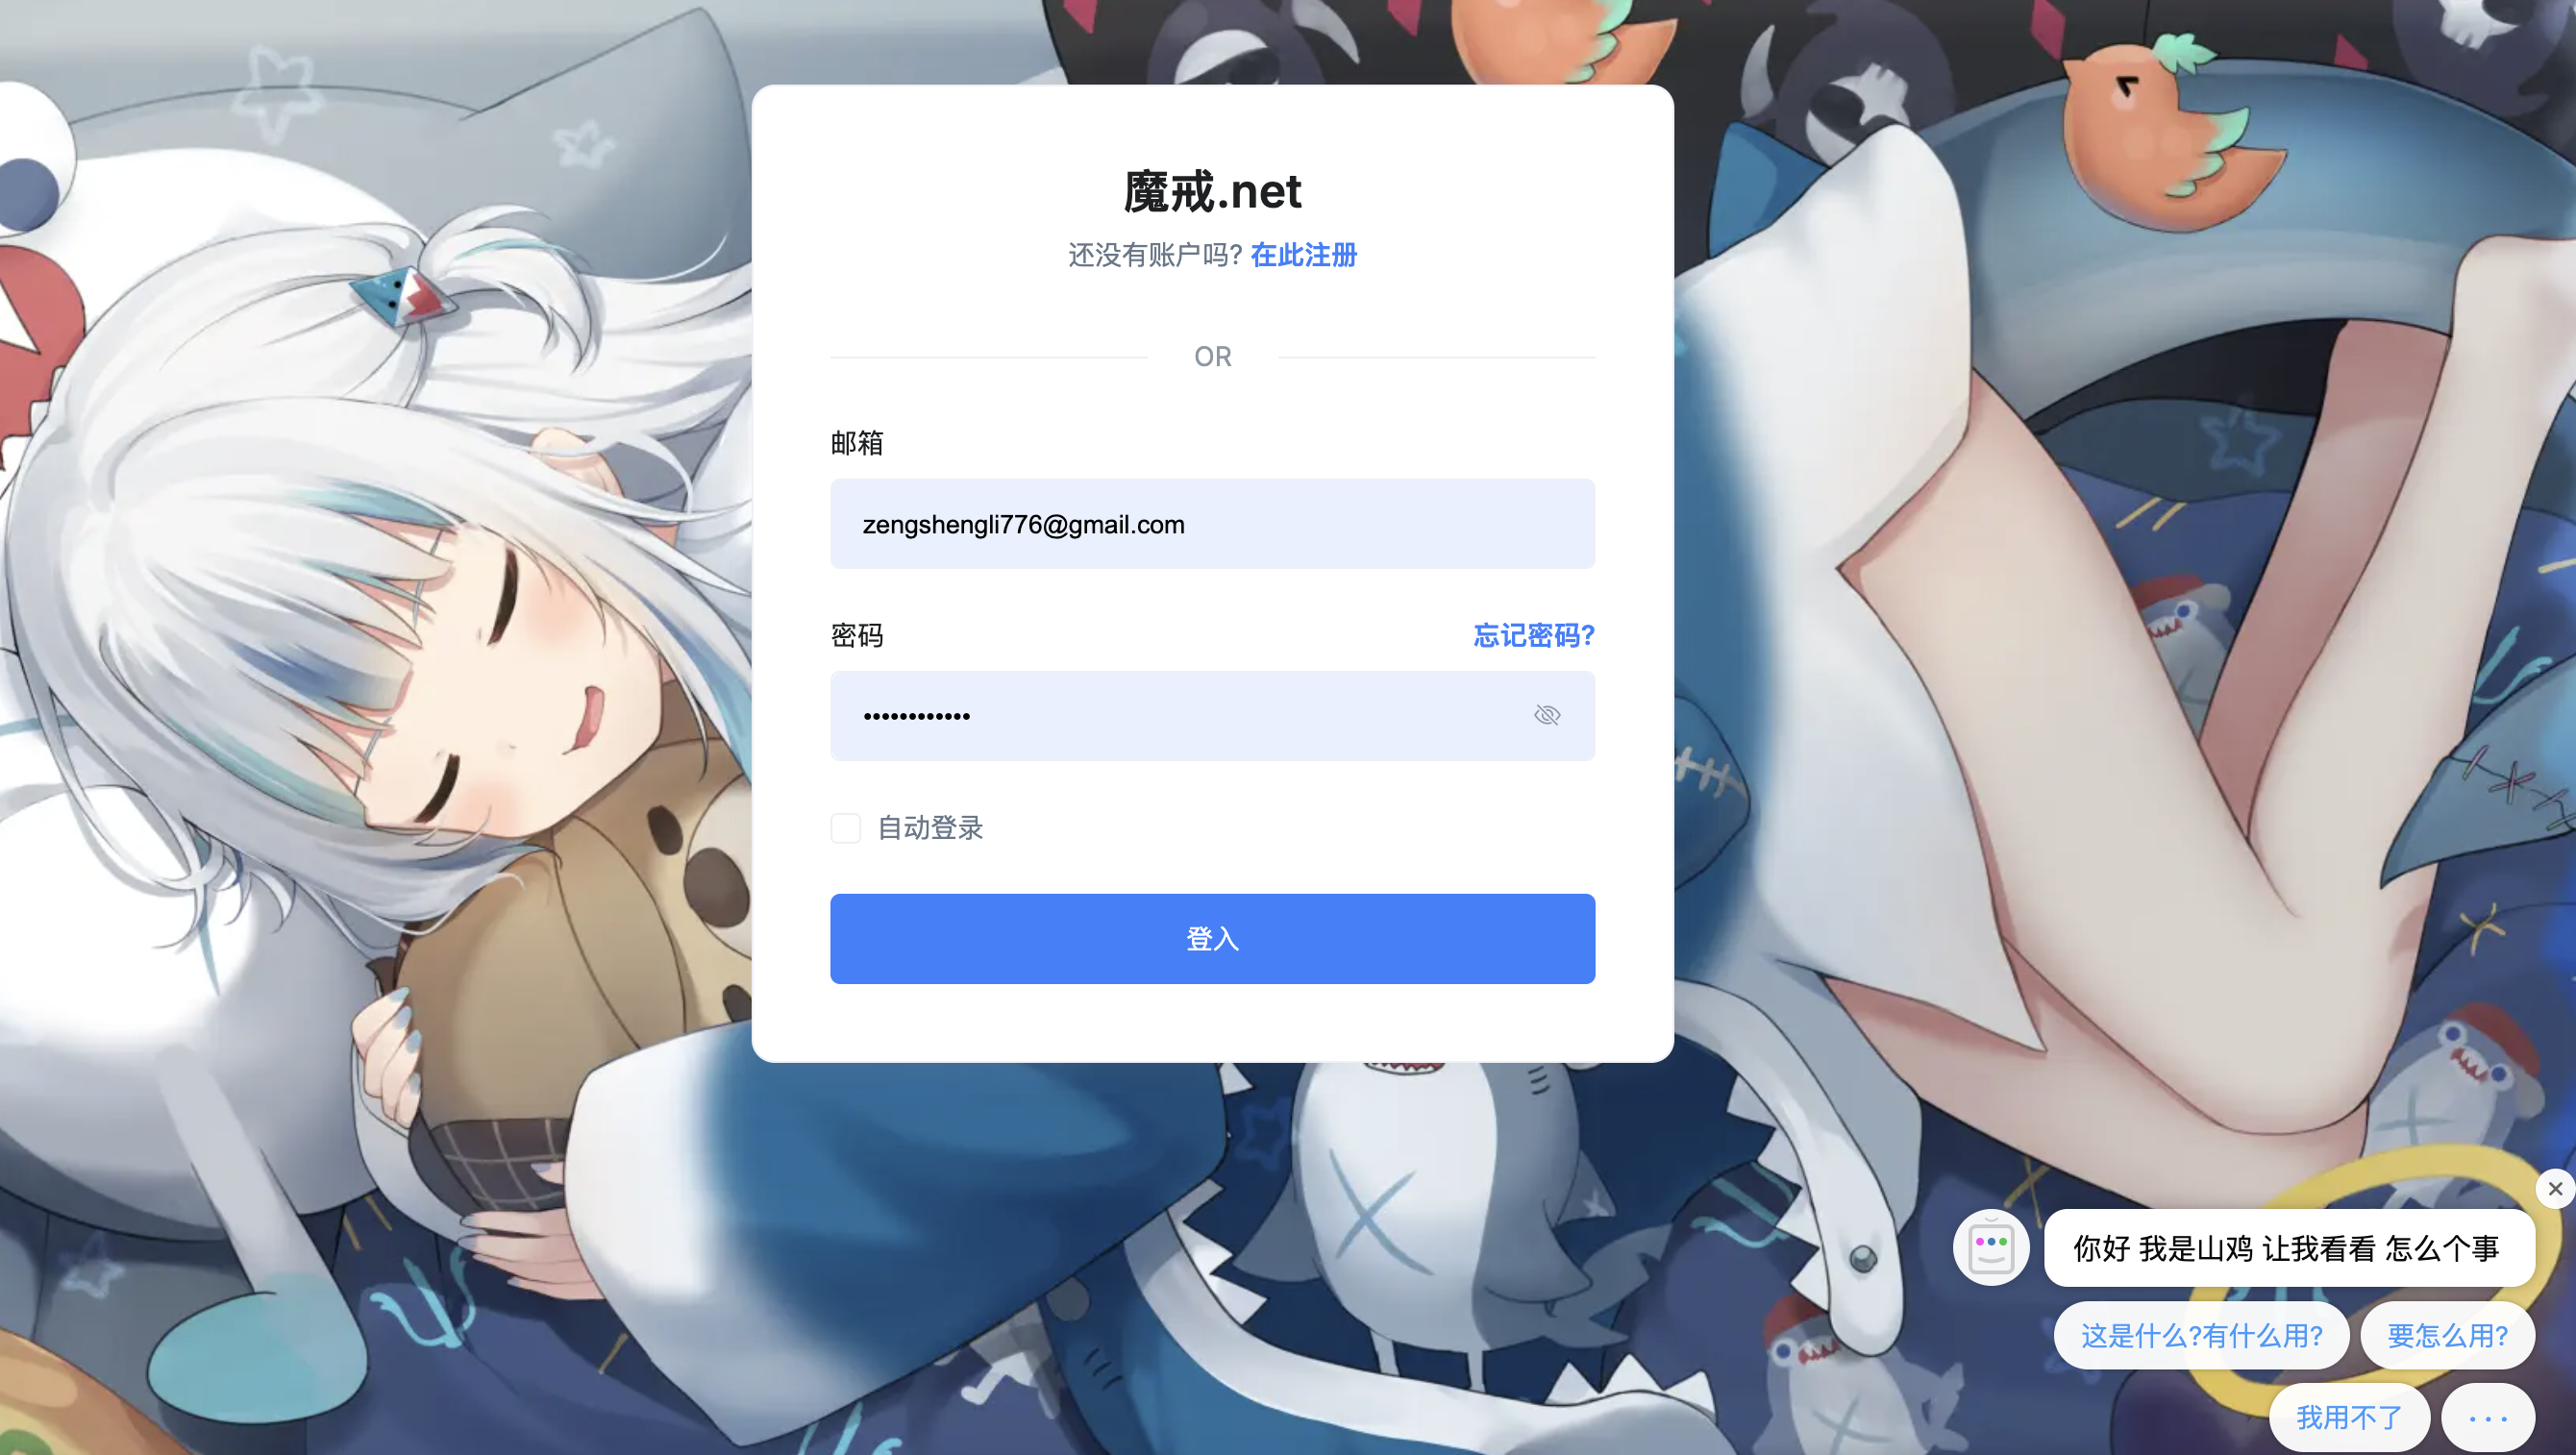 魔戒.net
还没有账户吗? 在此注册
OR
邮箱
zengshengli776@gmail.com
密码 忘记密码?
••••••••••••
自动登录
登入
你好 我是山鸡 让我看看 怎么个事
这是什么?有什么用? 要怎么用?
我用不了 ···